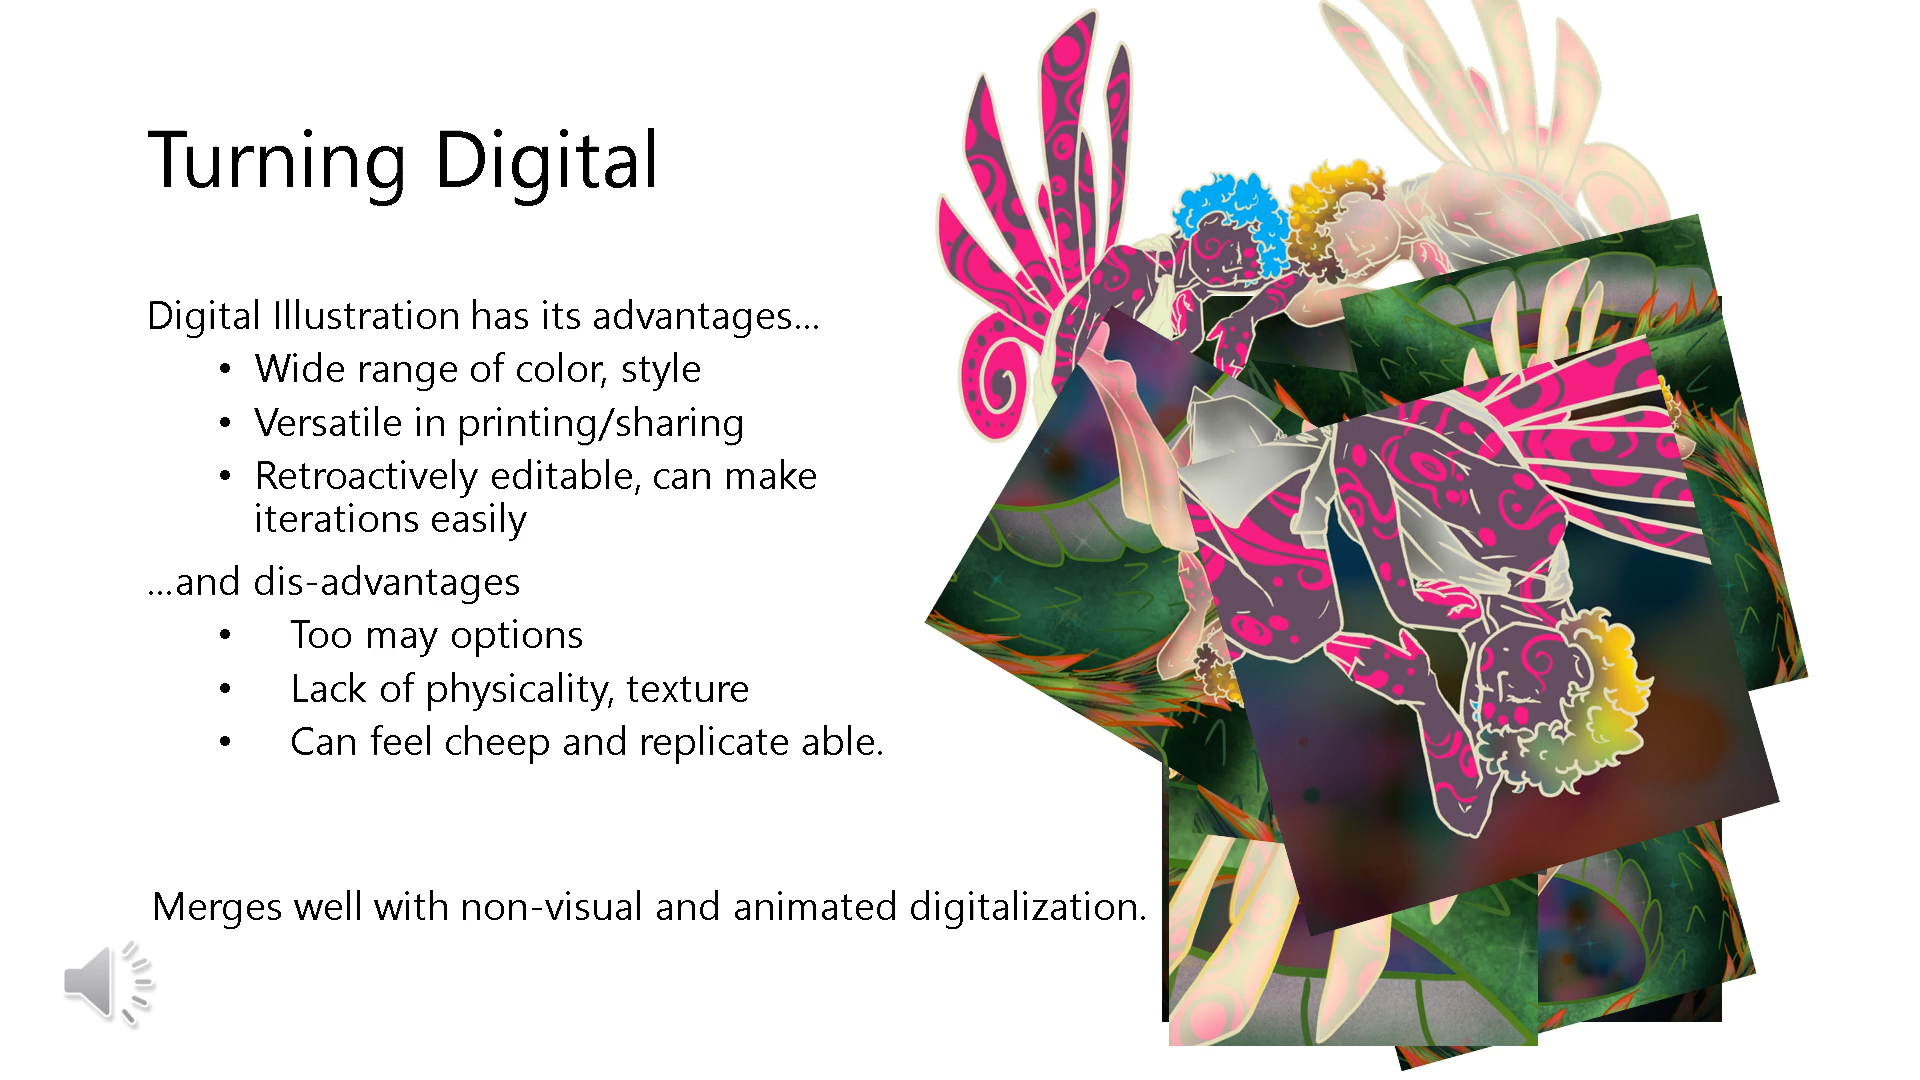 Turning Digital
Digital Illustration has its advantages...
• Wide range of color, style
• Versatile in printing/sharing
• Retroactively editable, can make
iterations easily
...and dis-advantages
• Too may options
• Lack of physicality, texture
• Can feel cheep and replicate able.
Merges well with non-visual and animated digitalization.